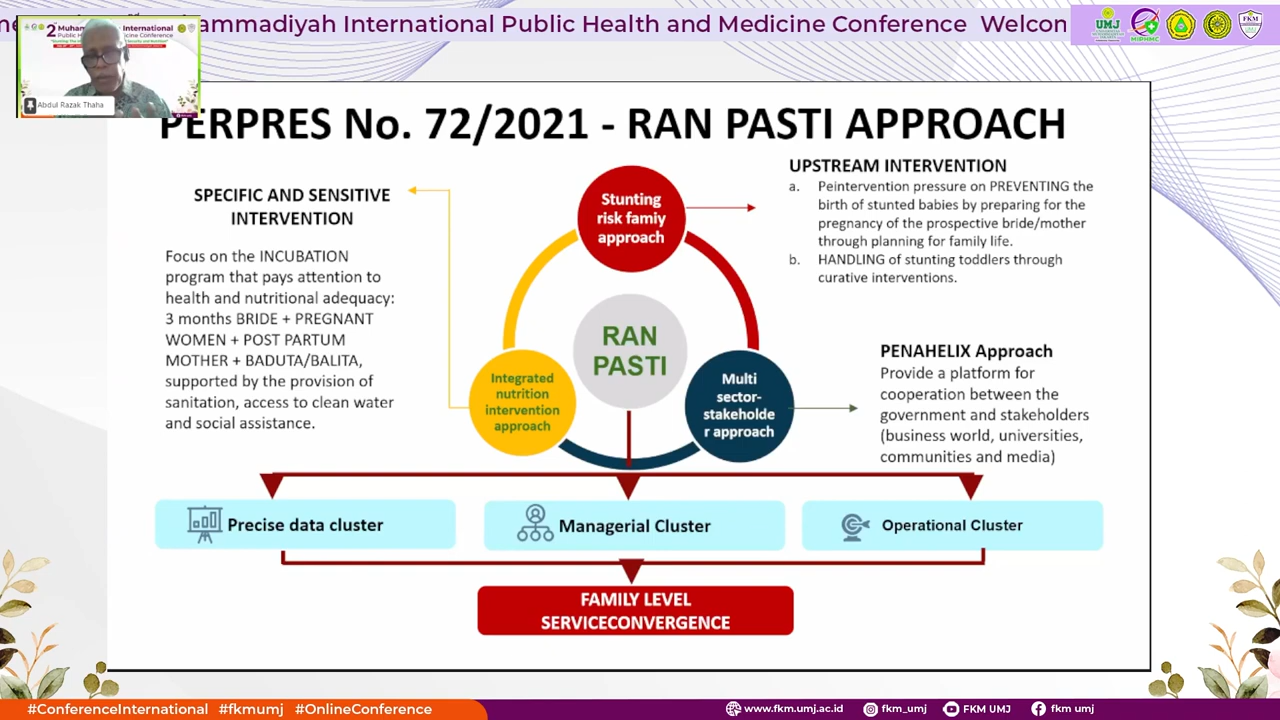 ammadiyah International Public Health and Medicine Conference Welcon
UMJ
MIPHMC
FKM
2nd Muham International
Abdul Razak Thaha
PERPRES No. 72/2021 - RAN PASTI APPROACH
SPECIFIC AND SENSITIVE
INTERVENTION
Focus on the INCUBATION
program that pays attention to
health and nutritional adequacy:
3 months BRIDE + PREGNANT
WOMEN + POST PARTUM
MOTHER + BADUTA/BALITA,
supported by the provision of
sanitation, access to clean water
and social assistance.
Stunting
risk famiy
approach
RAN
PASTI
Integrated
nutrition
intervention
approach
Multi
sector-
stakeholde
r approach
UPSTREAM INTERVENTION
a. Peintervention pressure on PREVENTING the
birth of stunted babies by preparing for the
pregnancy of the prospective bride/mother
through planning for family life.
b. HANDLING of stunting toddlers through
curative interventions.
PENAHELIX Approach
Provide a platform for
cooperation between the
government and stakeholders
(business world, universities,
communities and media)
Precise data cluster
Managerial Cluster
Operational Cluster
FAMILY LEVEL
SERVICECONVERGENCE
#ConferenceInternational #fkmumj #OnlineConference
www.fkm.umj.ac.id fkm_umj FKM UMJ fkm umj